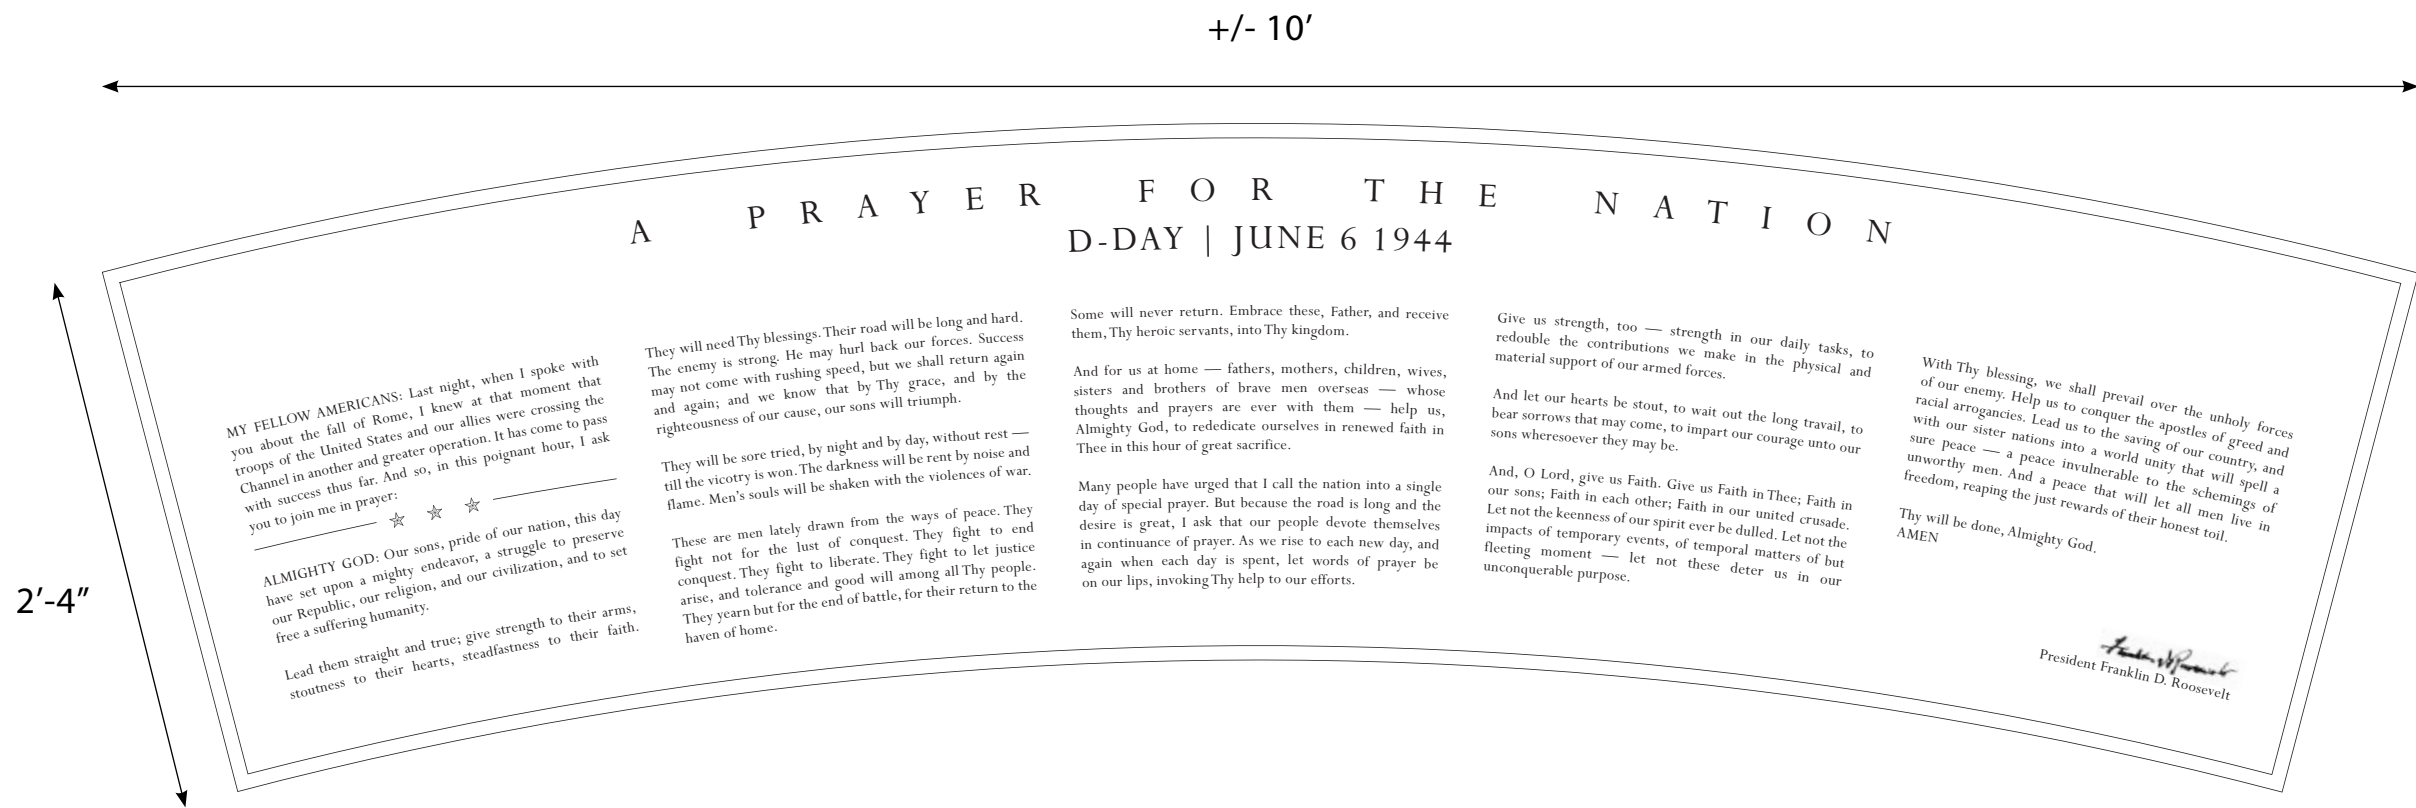 +/- 10’
A PRAYER FOR THE NATION
D-DAY | JUNE 6 1944
2’-4”
MY FELLOW AMERICANS: Last night, when I spoke with
you about the fall of Rome, I knew at that moment that
troops of the United States and our allies were crossing the
Channel in another and greater operation. It has come to pass
with success thus far. And so, in this poignant hour, I ask
you to join me in prayer:
ALMIGHTY GOD: Our sons, pride of our nation, this day
have set upon a mighty endeavor, a struggle to preserve
our Republic, our religion, and our civilization, and to set
free a suffering humanity.
Lead them straight and true; give strength to their arms,
stoutness to their hearts, steadfastness to their faith.
They will need Thy blessings. Their road will be long and hard.
The enemy is strong. He may hurl back our forces. Success
may not come with rushing speed, but we shall return again
and again; and we know that by Thy grace, and by the
righteousness of our cause, our sons will triumph.
They will be sore tried, by night and by day, without rest —
till the vicotry is won. The darkness will be rent by noise and
flame. Men’s souls will be shaken with the violences of war.
These are men lately drawn from the ways of peace. They
fight not for the lust of conquest. They fight to end
conquest. They fight to liberate. They fight to let justice
arise, and tolerance and good will among all Thy people.
They yearn but for the end of battle, for their return to the
haven of home.
Some will never return. Embrace these, Father, and receive
them, Thy heroic servants, into Thy kingdom.
And for us at home — fathers, mothers, children, wives,
sisters and brothers of brave men overseas — whose
thoughts and prayers are ever with them — help us,
Almighty God, to rededicate ourselves in renewed faith in
Thee in this hour of great sacrifice.
Many people have urged that I call the nation into a single
day of special prayer. But because the road is long and the
desire is great, I ask that our people devote themselves
in continuance of prayer. As we rise to each new day, and
again when each day is spent, let words of prayer be
on our lips, invoking Thy help to our efforts.
Give us strength, too — strength in our daily tasks, to
redouble the contributions we make in the physical and
material support of our armed forces.
And let our hearts be stout, to wait out the long travail, to
bear sorrows that may come, to impart our courage unto our
sons wheresoever they may be.
And, O Lord, give us Faith. Give us Faith in Thee; Faith in
our sons; Faith in each other; Faith in our united crusade.
Let not the keenness of our spirit ever be dulled. Let not the
impacts of temporary events, of temporal matters of but
fleeting moment — let not these deter us in our
unconquerable purpose.
With Thy blessing, we shall prevail over the unholy forces
of our enemy. Help us to conquer the apostles of greed and
racial arrogancies. Lead us to the saving of our country, and
with our sister nations into a world unity that will spell a
sure peace — a peace invulnerable to the schemings of
unworthy men. And a peace that will let all men live in
freedom, reaping the just rewards of their honest toil.
Thy will be done, Almighty God.
AMEN
Franklin D Roosevelt
President Franklin D. Roosevelt